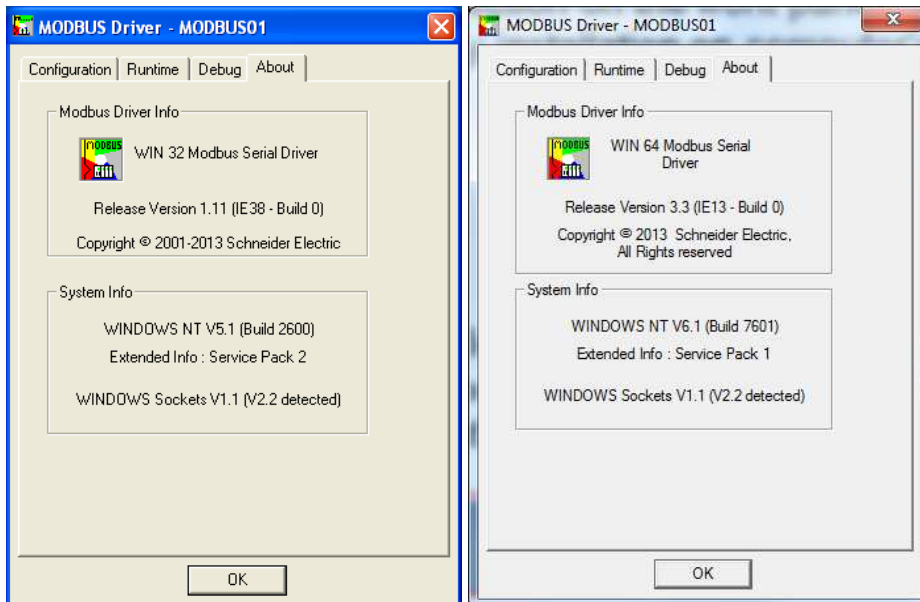 MODBUS Driver - MODBUS01
Configuration Runtime Debug About
Modbus Driver Info
MODBUS
WIN 32 Modbus Serial Driver
Release Version 1.11 (IE38 - Build 0)
Copyright © 2001-2013 Schneider Electric
System Info
WINDOWS NT V5.1 (Build 2600)
Extended Info : Service Pack 2
WINDOWS Sockets V1.1 (V2.2 detected)
OK
MODBUS Driver - MODBUS01
Configuration Runtime Debug About
Modbus Driver Info
MODBUS
WIN 64 Modbus Serial
Driver
Release Version 3.3 (IE13 - Build 0)
Copyright © 2013 Schneider Electric,
All Rights reserved
System Info
WINDOWS NT V6.1 (Build 7601)
Extended Info : Service Pack 1
WINDOWS Sockets V1.1 (V2.2 detected)
OK